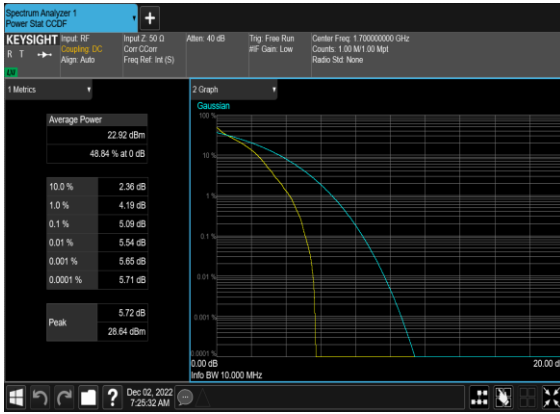 Spectrum Analyzer 1
Power Stat CCDF
KEYSIGHT
R T
LW
Input: RF
Coupling: DC
Align: Auto
Input Z: 50 Ω
Corr CCorr
Freq Ref: Int (S)
Atten: 40 dB
Trig: Free Run
#IF Gain: Low
Center Freq: 1.700000000 GHz
Counts: 1.00 M/1.00 Mpt
Radio Std: None
1 Metrics
Average Power
22.92 dBm
48.84 % at 0 dB
10.0 % 2.36 dB
1.0 % 4.19 dB
0.1 % 5.09 dB
0.01 % 5.54 dB
0.001 % 5.65 dB
0.0001 % 5.71 dB
Peak
5.72 dB
28.64 dBm
2 Graph
Gaussian
100 %
10 %
1 %
0.1 %
0.01 %
0.001 %
0.0001 %
0.00 dB
20.00 d
Info BW 10.000 MHz
?
Dec 02, 2022
7:25:32 AM